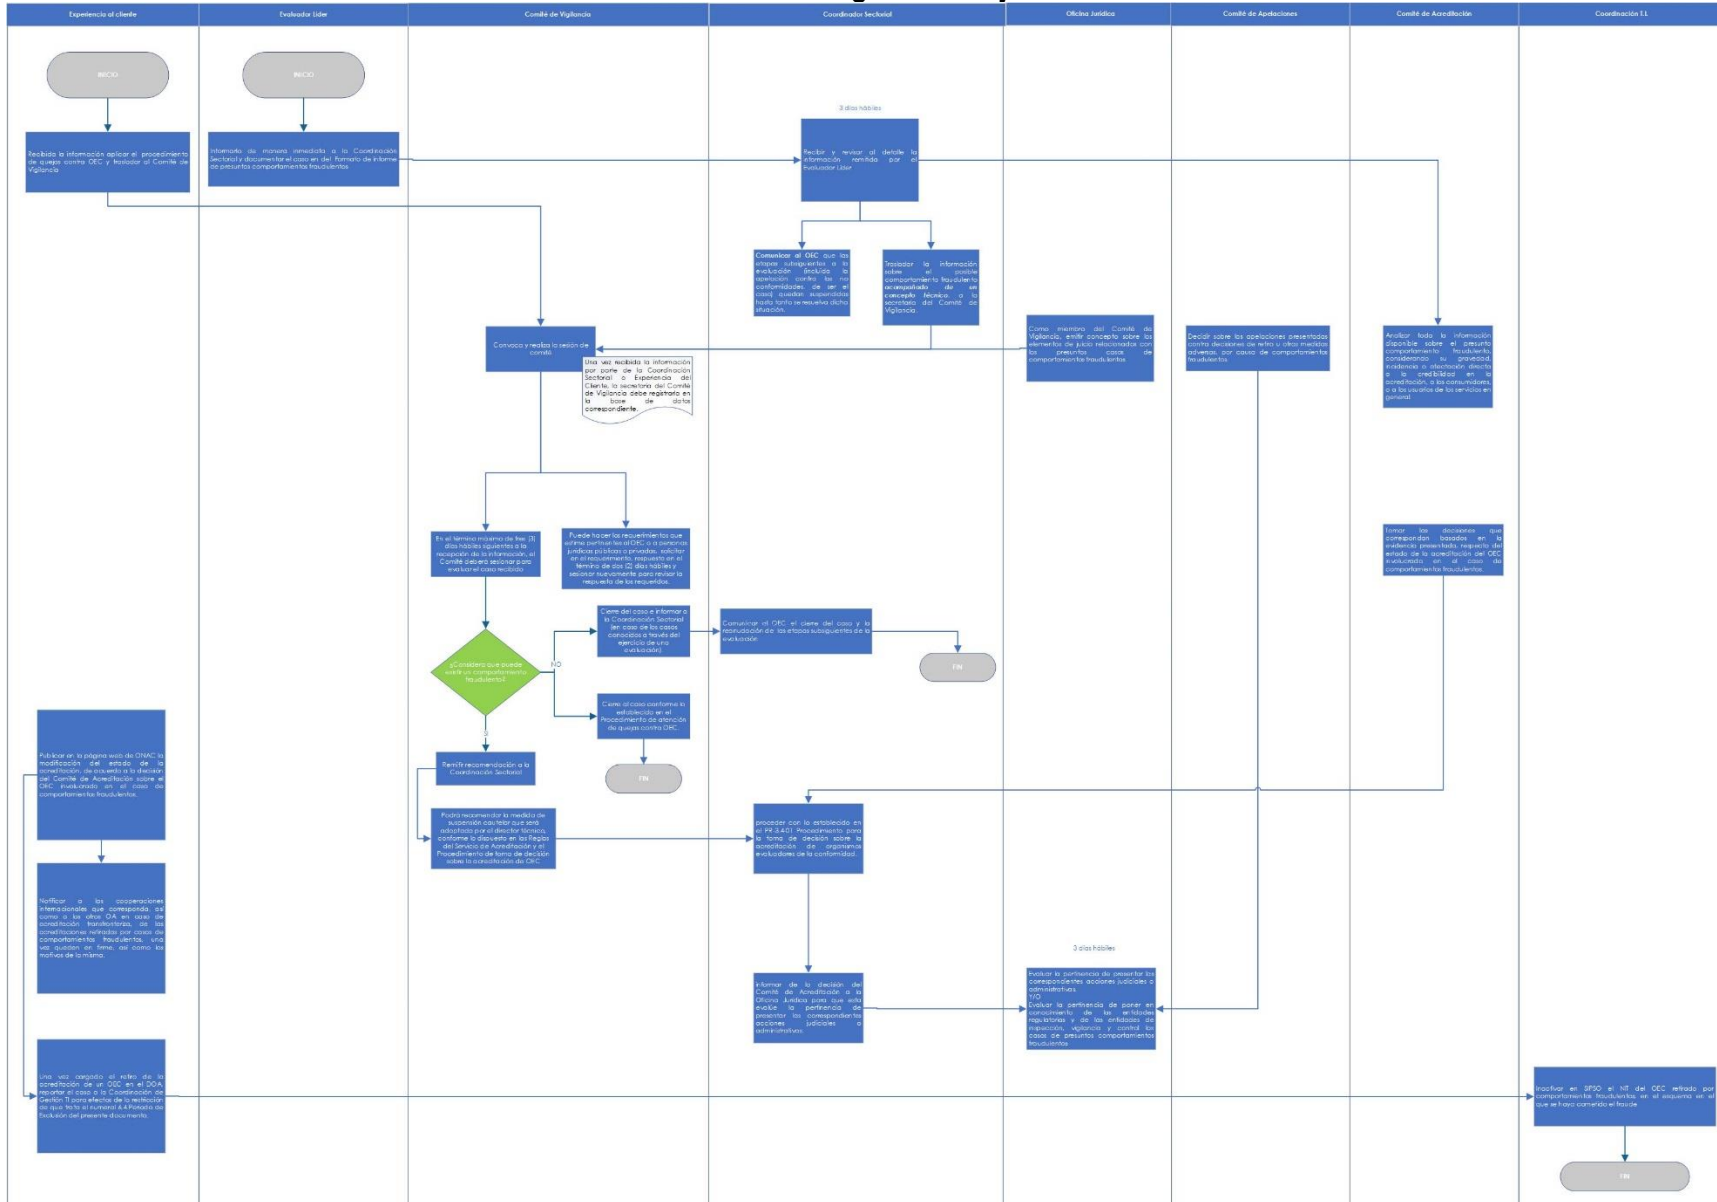 Experiencia al cliente
Evaluador Líder
Comité de Vigilancia
Coordinador Sectorial
Oficina Jurídica
Comité de Apelaciones
Comité de Acreditación
Coordinación T.I.
INICIO
INICIO
3 días hábiles
Recibida la información aplicar el procedimiento
de quejas contra OEC y trasladar al Comité de
Vigilancia
Informarla de manera inmediata a la Coordinación
Sectorial y documentar el caso en del Formato de informe
de presuntos comportamientos fraudulentos
Recibir y revisar al detalle la
información remitida por el
Evaluador Líder
Comunicar al OEC que las
etapas subsiguientes a la
evaluación (incluida la
apelación contra las no
conformidades, de ser el
caso) quedan suspendidas
hasta tanto se resuelva dicha
situación.
Trasladar la información
sobre el posible
comportamiento fraudulento
acompañado de un
concepto técnico, a la
secretaría del Comité de
Vigilancia.
Convoca y realiza la sesión de
comité
Una vez recibida la información
por parte de la Coordinación
Sectorial o Experiencia del
Cliente, la secretaría del Comité
de Vigilancia debe registrarlo en
la base de datos
correspondiente.
Como miembro del Comité de
Vigilancia, emitir concepto sobre los
elementos de juicio relacionados con
los presuntos casos de
comportamientos fraudulentos
Decidir sobre las apelaciones presentadas
contra decisiones de retiro u otras medidas
adversas, por causa de comportamientos
fraudulentos
Analizar toda la información
disponible sobre el presunto
comportamiento fraudulento,
considerando su gravedad,
incidencia o afectación directa
a la credibilidad en la
acreditación, a los consumidores,
o a los usuarios de los servicios en
general.
En el término máximo de tres (3)
días hábiles siguientes a la
recepción de la información, el
Comité deberá sesionar para
evaluar el caso recibido
Puede hacer los requerimientos que
estime pertinentes al OEC o a personas
jurídicas públicas o privadas, solicitar
en el requerimiento, respuesta en el
término de dos (2) días hábiles y
sesionar nuevamente para revisar la
respuesta de los requeridos.
Tomar las decisiones que
correspondan basados en la
evidencia presentada, respecto del
estado de la acreditación del OEC
involucrado en el caso de
comportamientos fraudulentos.
Cierre del caso e informar a
la Coordinación Sectorial
(en caso de los casos
conocidos a través del
ejercicio de una
evaluación)
Comunicar al OEC el cierre del caso y la
reanudación de las etapas subsiguientes de la
evaluación
¿Considera que puede
existir un comportamiento
fraudulento?
NO
FIN
Cierre al caso conforme lo
establecido en el
Procedimiento de atención
de quejas contra OEC.
SI
FIN
Publicar en la página web de ONAC la
modificación del estado de la
acreditación, de acuerdo a la decisión
del Comité de Acreditación sobre el
OEC involucrado en el caso de
comportamientos fraudulentos.
Remitir recomendación a la
Coordinación Sectorial
Podrá recomendar la medida de
suspensión cautelar que será
adoptada por el director técnico,
conforme lo dispuesto en las Reglas
del Servicio de Acreditación y el
Procedimiento de toma de decisión
sobre la acreditación de OEC
proceder con lo establecido en
el PR-3.4-01 Procedimiento para
la toma de decisión sobre la
acreditación de organismos
evaluadores de la conformidad.
Notificar a las cooperaciones
internacionales que corresponda, así
como a los otros OA en caso de
acreditación transfronteriza, de las
acreditaciones retiradas por casos de
comportamientos fraudulentos, una
vez queden en firme, así como los
motivos de la misma.
3 días hábiles
Informar de la decisión del
Comité de Acreditación a la
Oficina Jurídica para que esta
evalúe la pertinencia de
presentar las correspondientes
acciones judiciales o
administrativas
Evaluar la pertinencia de presentar las
correspondientes acciones judiciales o
administrativas.
Y/O
Evaluar la pertinencia de poner en
conocimiento de las entidades
regulatorias y de las entidades de
inspección, vigilancia y control los
casos de presuntos comportamientos
fraudulentos
Una vez cargado el retiro de la
acreditación de un OEC en el DOA,
reportar el caso a la Coordinación de
Gestión TI para efectos de la restricción
de que trata el numeral 6.4 Periodo de
Exclusión del presente documento.
Inactivar en SIPSO el NIT del OEC retirado por
comportamientos fraudulentos, en el esquema en el
que se haya cometido el fraude
FIN